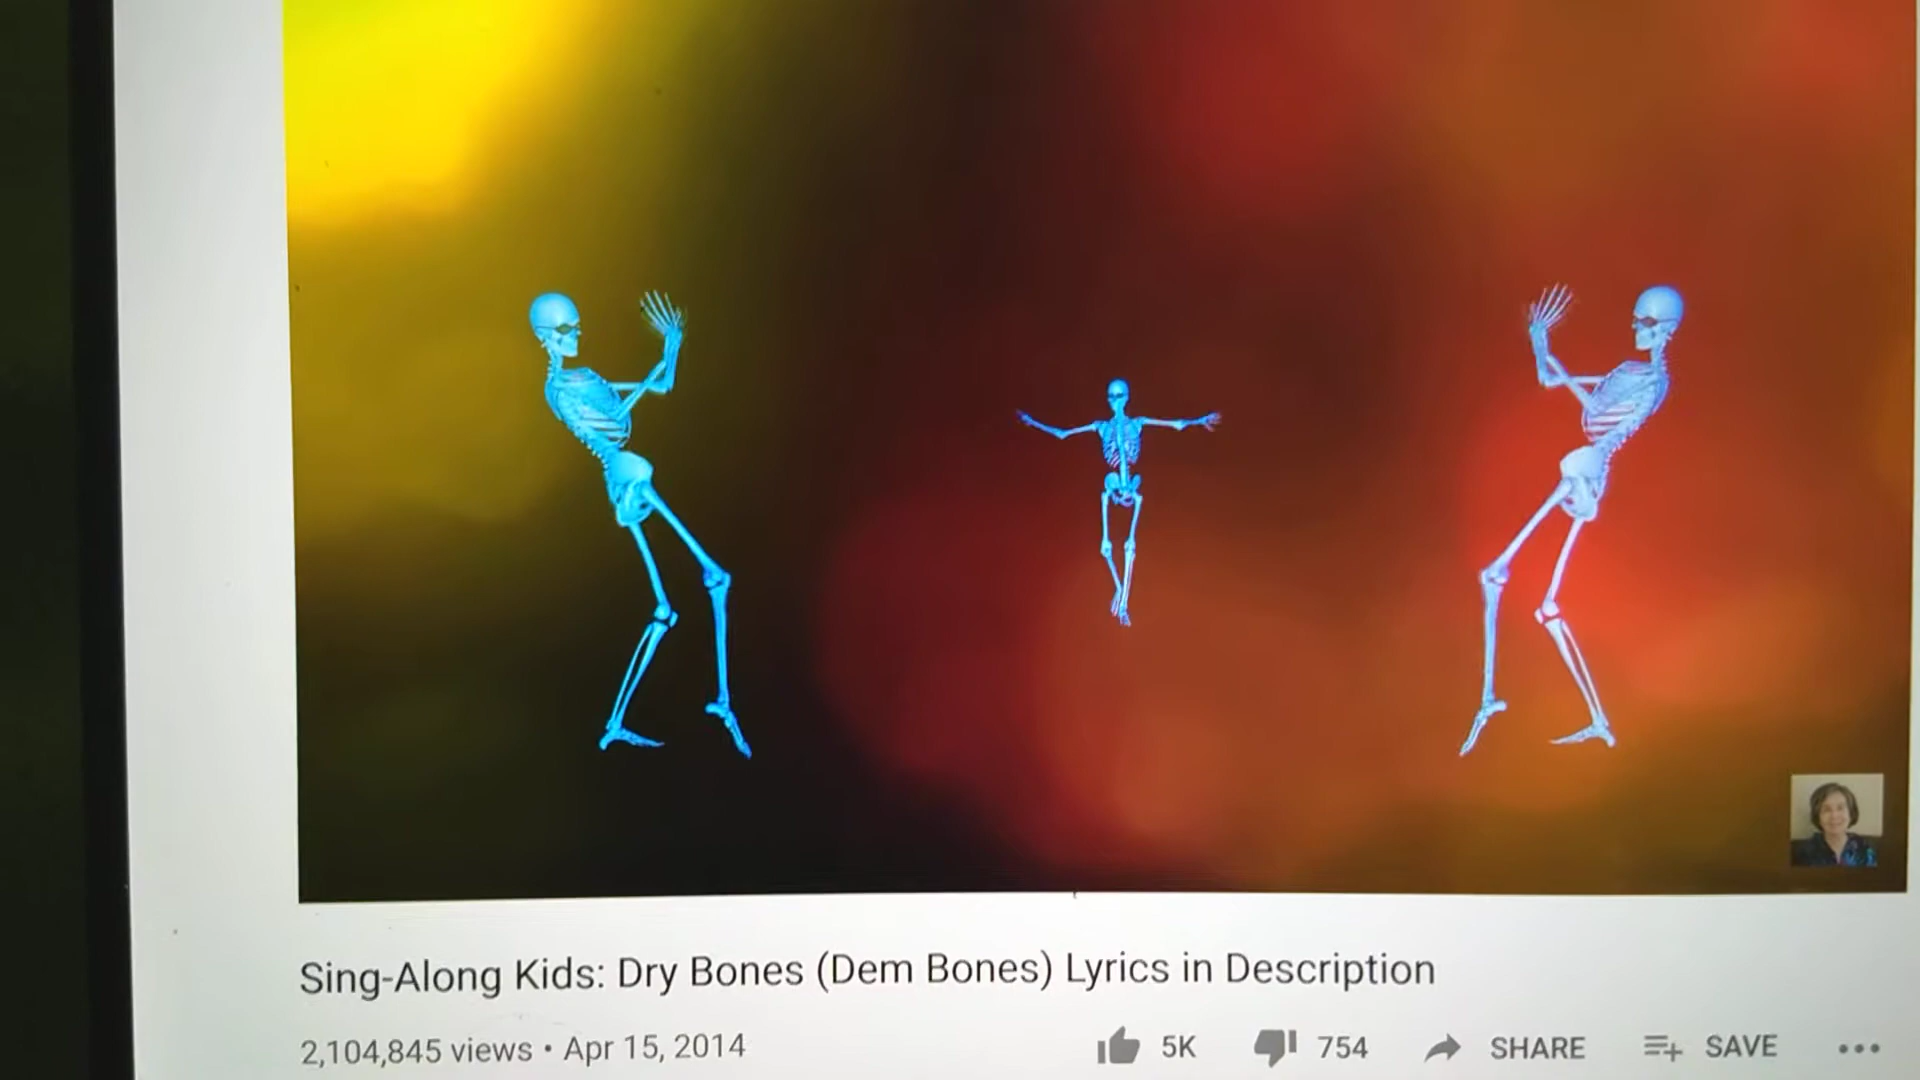 Sing-Along Kids: Dry Bones (Dem Bones) Lyrics in Description
2,104,845 views • Apr 15, 2014 5K 754 SHARE SAVE